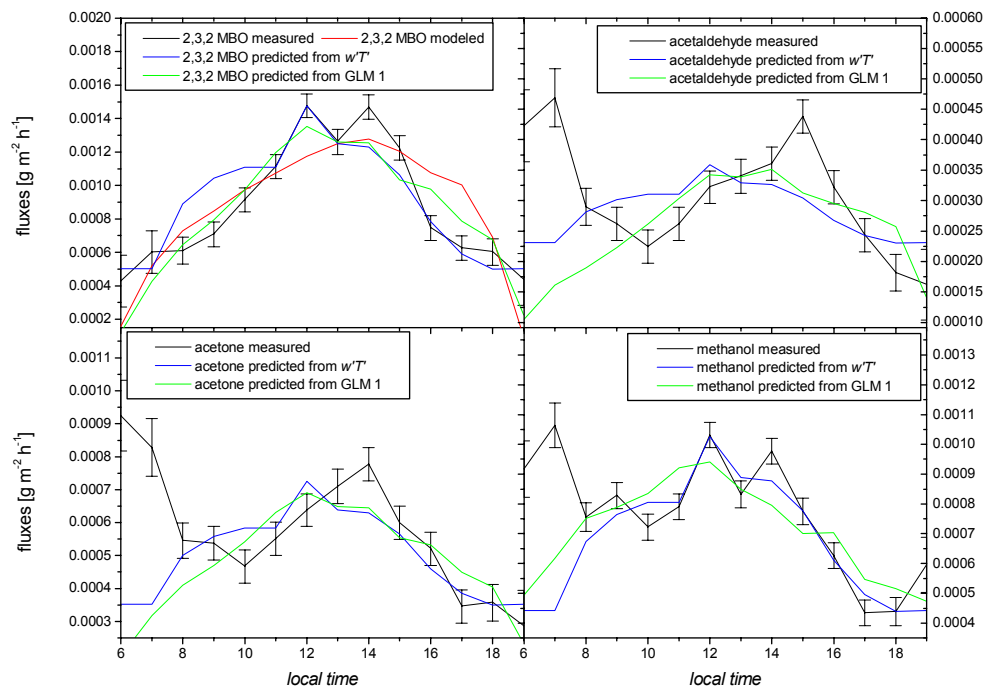 0.0020
0.0018
0.0016
0.0014
0.0012
0.0010
0.0008
0.0006
0.0004
0.0002
fluxes [g m⁻² h⁻¹]
2,3,2 MBO measured 2,3,2 MBO modeled
2,3,2 MBO predicted from w'T'
2,3,2 MBO predicted from GLM 1
acetaldehyde measured
acetaldehyde predicted from w'T'
acetaldehyde predicted from GLM 1
0.00060
0.00055
0.00050
0.00045
0.00040
0.00035
0.00030
0.00025
0.00020
0.00015
0.00010
0.0011
0.0010
0.0009
0.0008
0.0007
0.0006
0.0005
0.0004
0.0003
fluxes [g m⁻² h⁻¹]
acetone measured
acetone predicted from w'T'
acetone predicted from GLM 1
6 8 10 12 14 16 18
local time
methanol measured
methanol predicted from w'T'
methanol predicted from GLM 1
0.0013
0.0012
0.0011
0.0010
0.0009
0.0008
0.0007
0.0006
0.0005
0.0004
6 8 10 12 14 16 18
local time